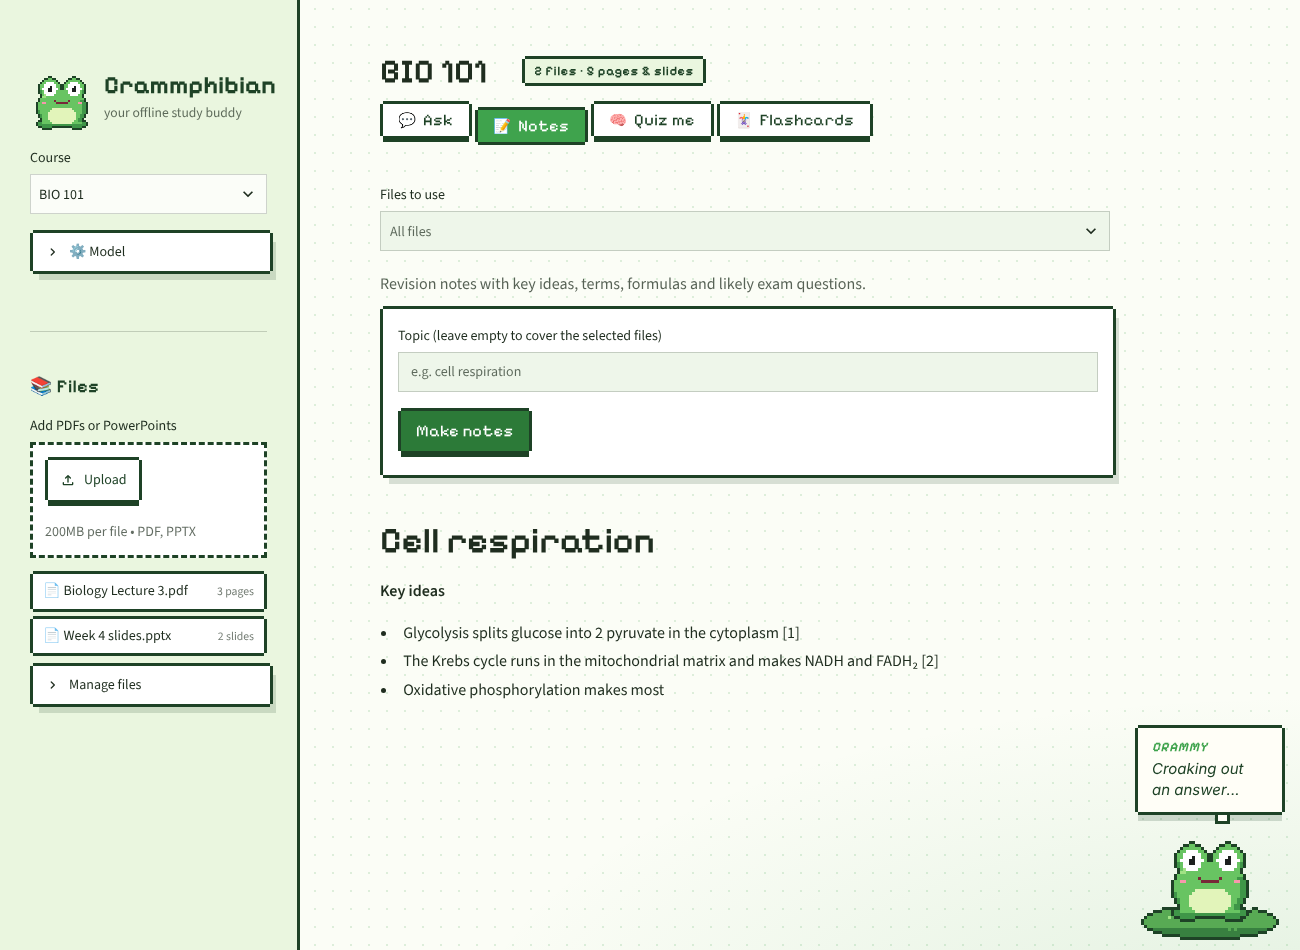 Grammphibian
your offline study buddy
Course
BIO 101
Model
Files
Add PDFs or PowerPoints
Upload
200MB per file • PDF, PPTX
Biology Lecture 3.pdf 3 pages
Week 4 slides.pptx 2 slides
Manage files
BIO 101 2 files · 5 pages & slides
Ask Notes Quiz me Flashcards
Files to use
All files
Revision notes with key ideas, terms, formulas and likely exam questions.
Topic (leave empty to cover the selected files)
e.g. cell respiration
Make notes
Cell respiration
Key ideas
• Glycolysis splits glucose into 2 pyruvate in the cytoplasm [1]
• The Krebs cycle runs in the mitochondrial matrix and makes NADH and FADH₂ [2]
• Oxidative phosphorylation makes most
GRAMMY
Croaking out
an answer...